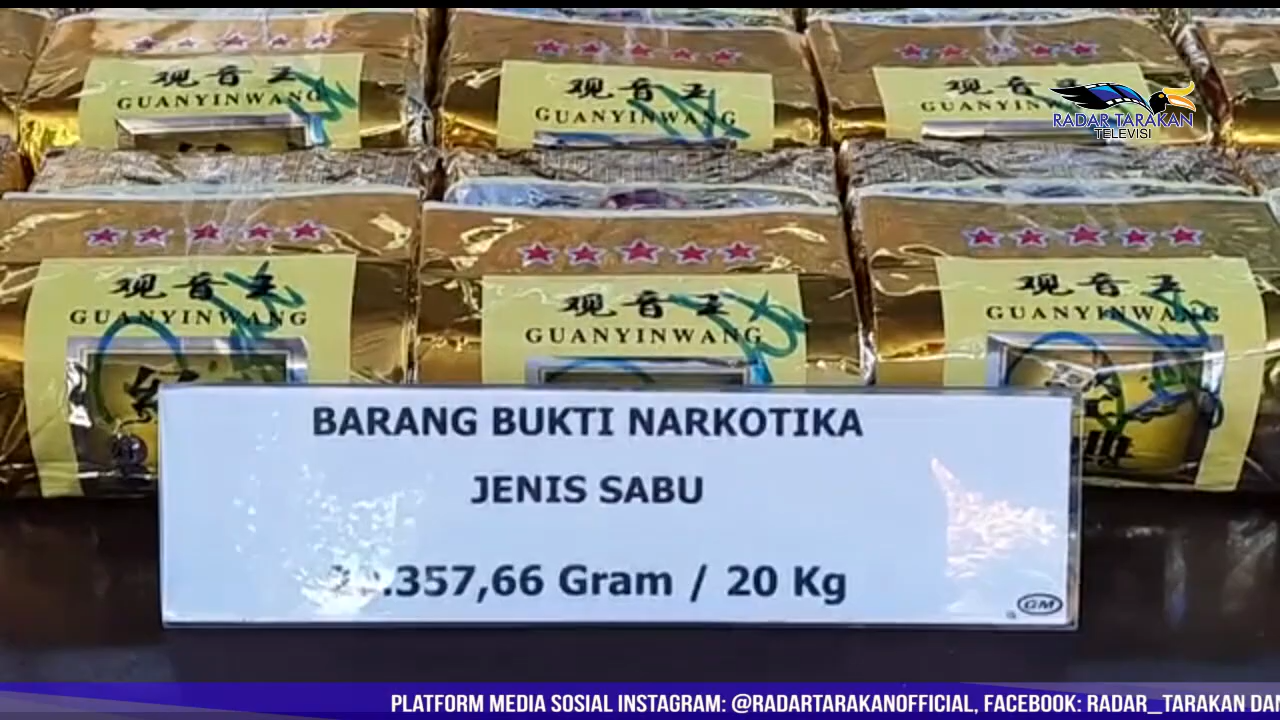 观音王
GUANYINWANG
观音王
GUANYINWANG
观音王
GUANYINWANG
RADAR TARAKAN
TELEVISI
观音王
GUANYINWANG
观音王
GUANYINWANG
观音王
GUANYINWANG
BARANG BUKTI NARKOTIKA
JENIS SABU
.357,66 Gram / 20 Kg
GM
PLATFORM MEDIA SOSIAL INSTAGRAM: @RADARTARAKANOFFICIAL, FACEBOOK: RADAR_TARAKAN DAN